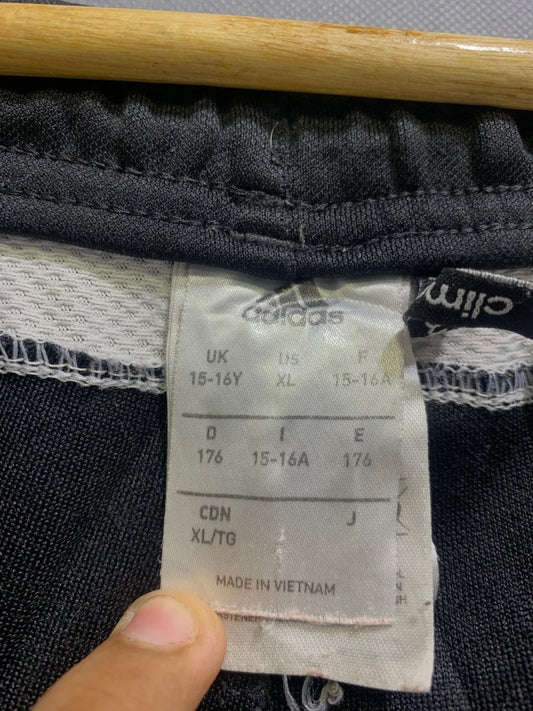 adidas
clim
UK US F
15-16Y XL 15-16A
D I E
176 15-16A 176
CDN J
XL/TG
MADE IN VIETNAM